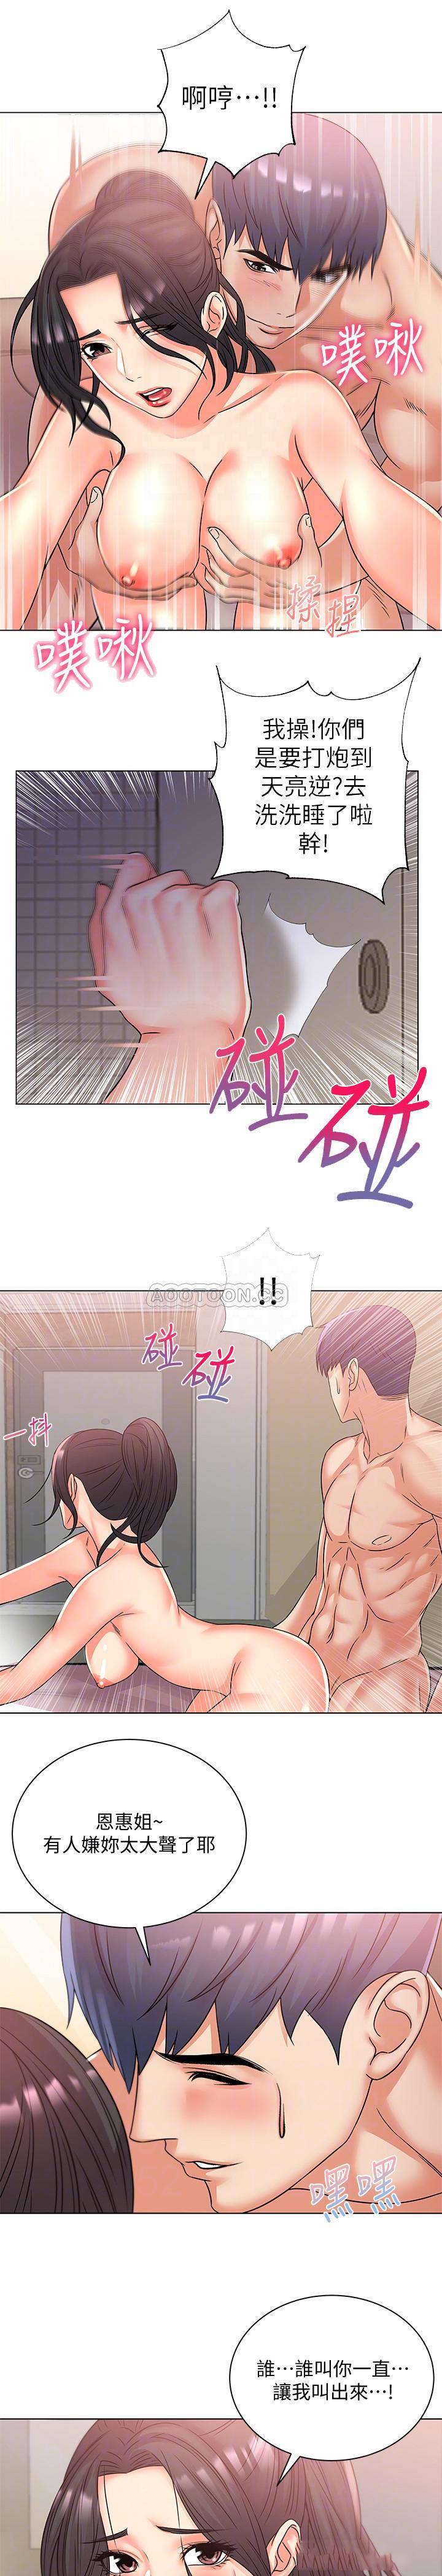 啊哼…!!
噗啾
揉捏
噗啾
我操!你們
是要打炮到
天亮逆?去
洗洗睡了啦
幹!
碰碰
!!
AOOTOON.CC
碰碰
一抖
恩惠姐~
有人嫌妳太大聲了耶
嘿嘿
誰…誰叫你一直…
讓我叫出來…!